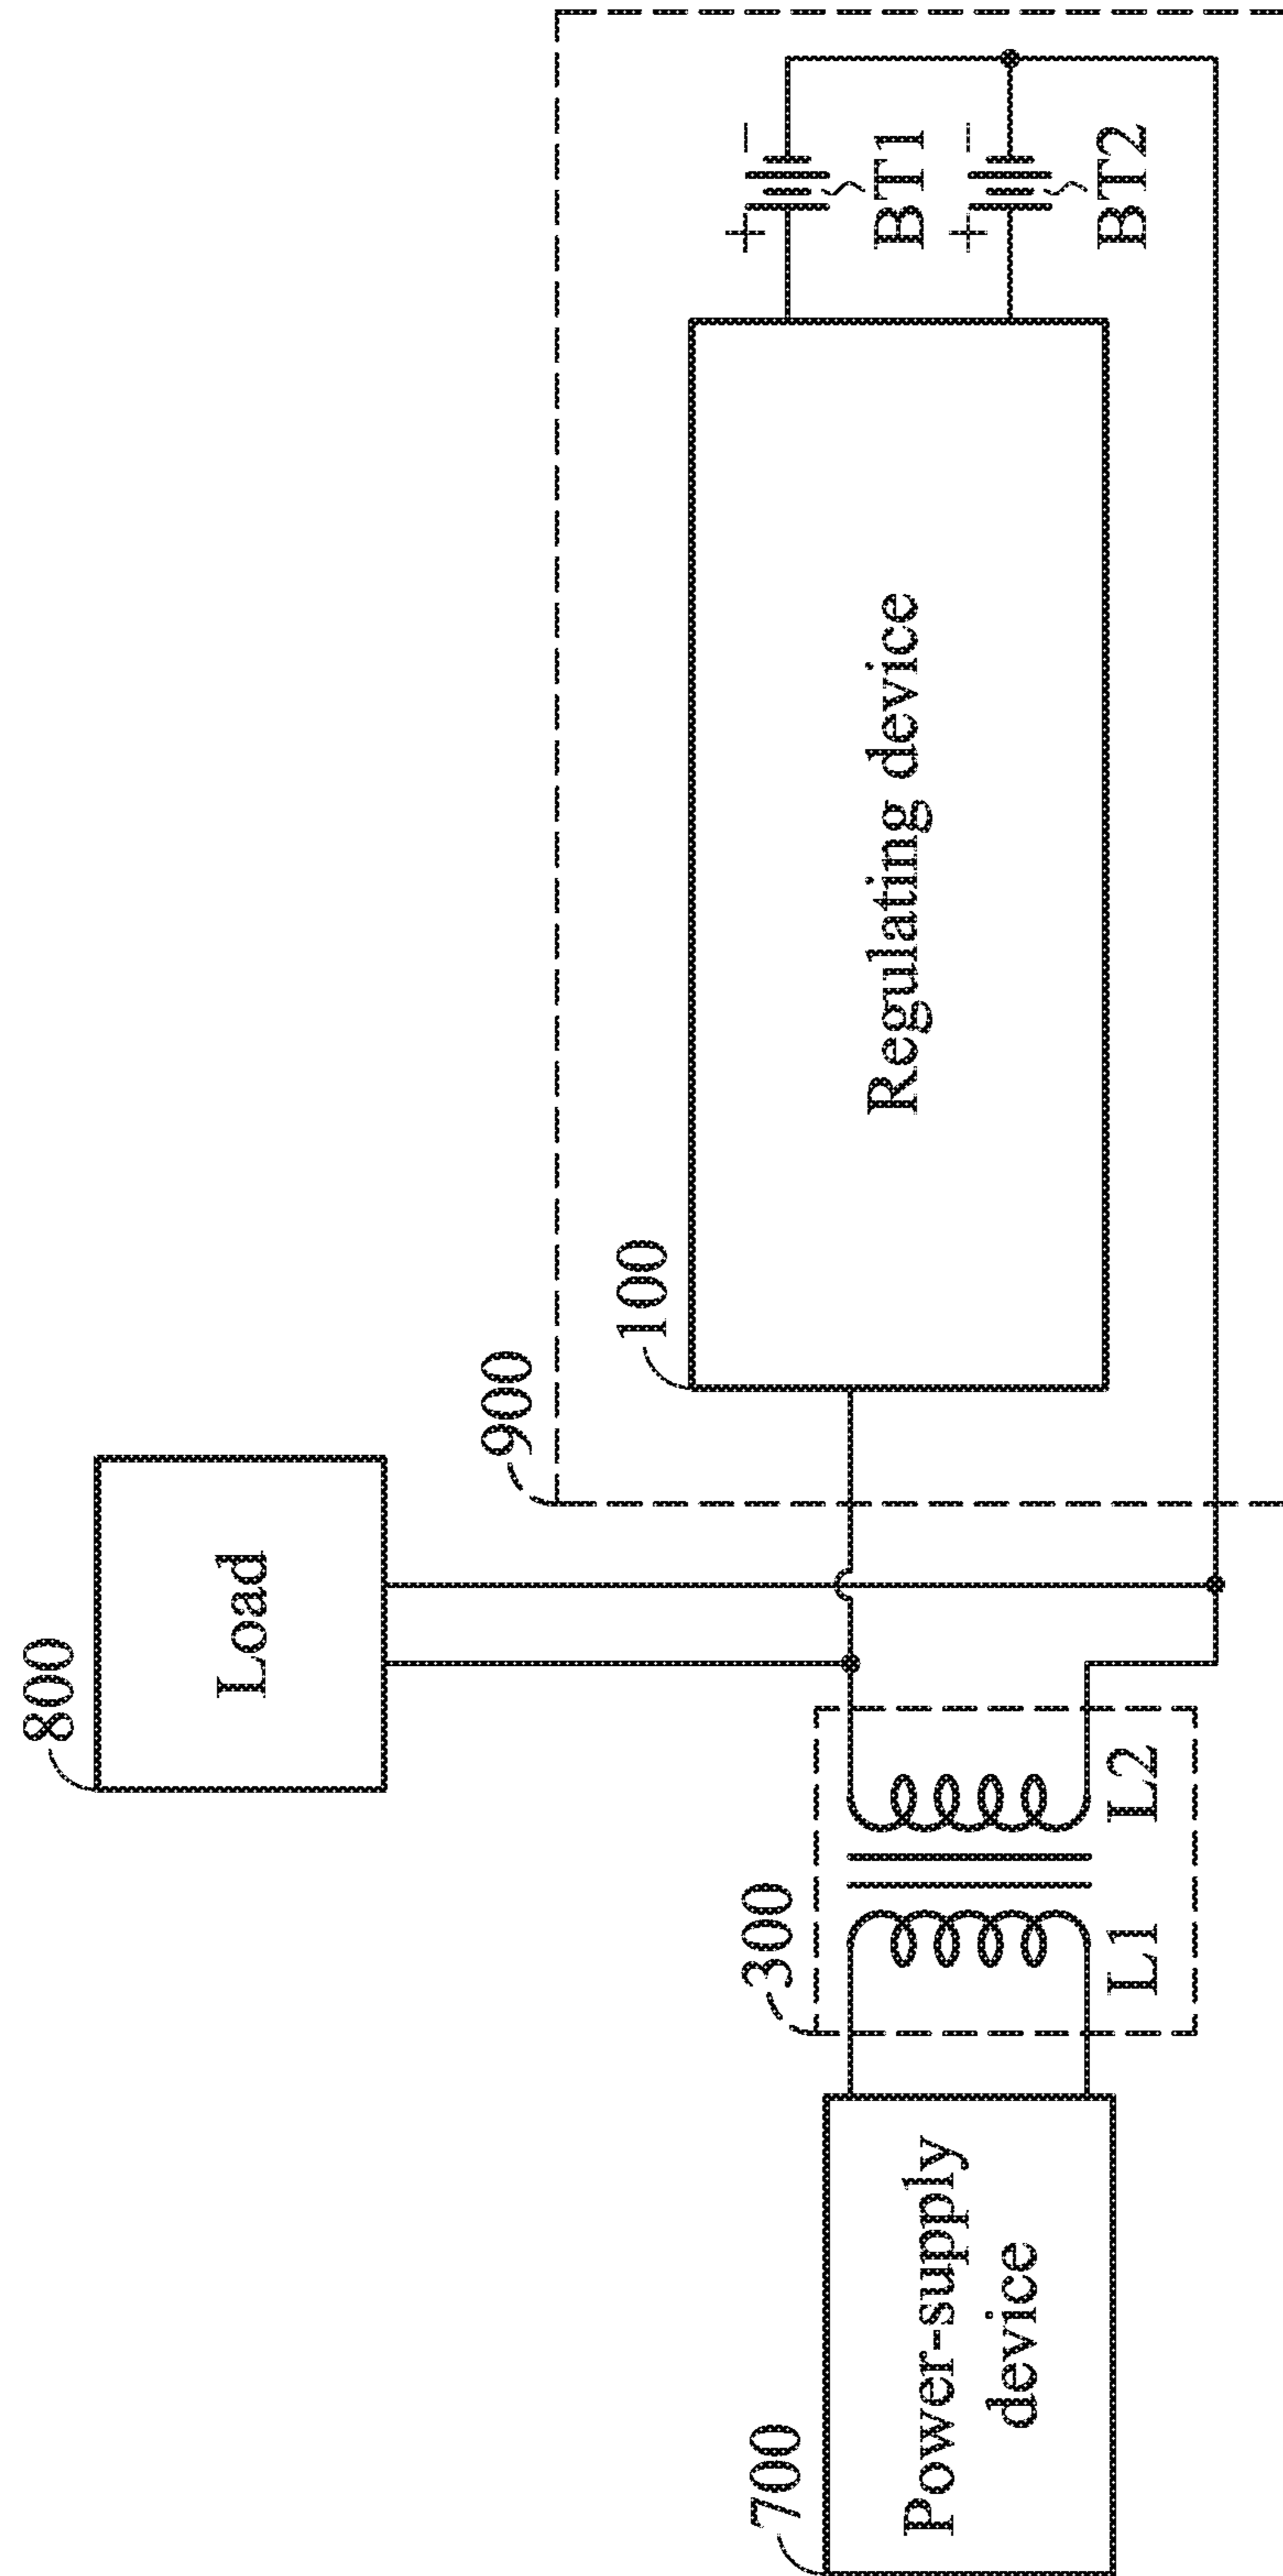 800
Load
900
100
Regulating device
BT1
BT2
+
−
+
−
300
L1
L2
700
Power-supply
device